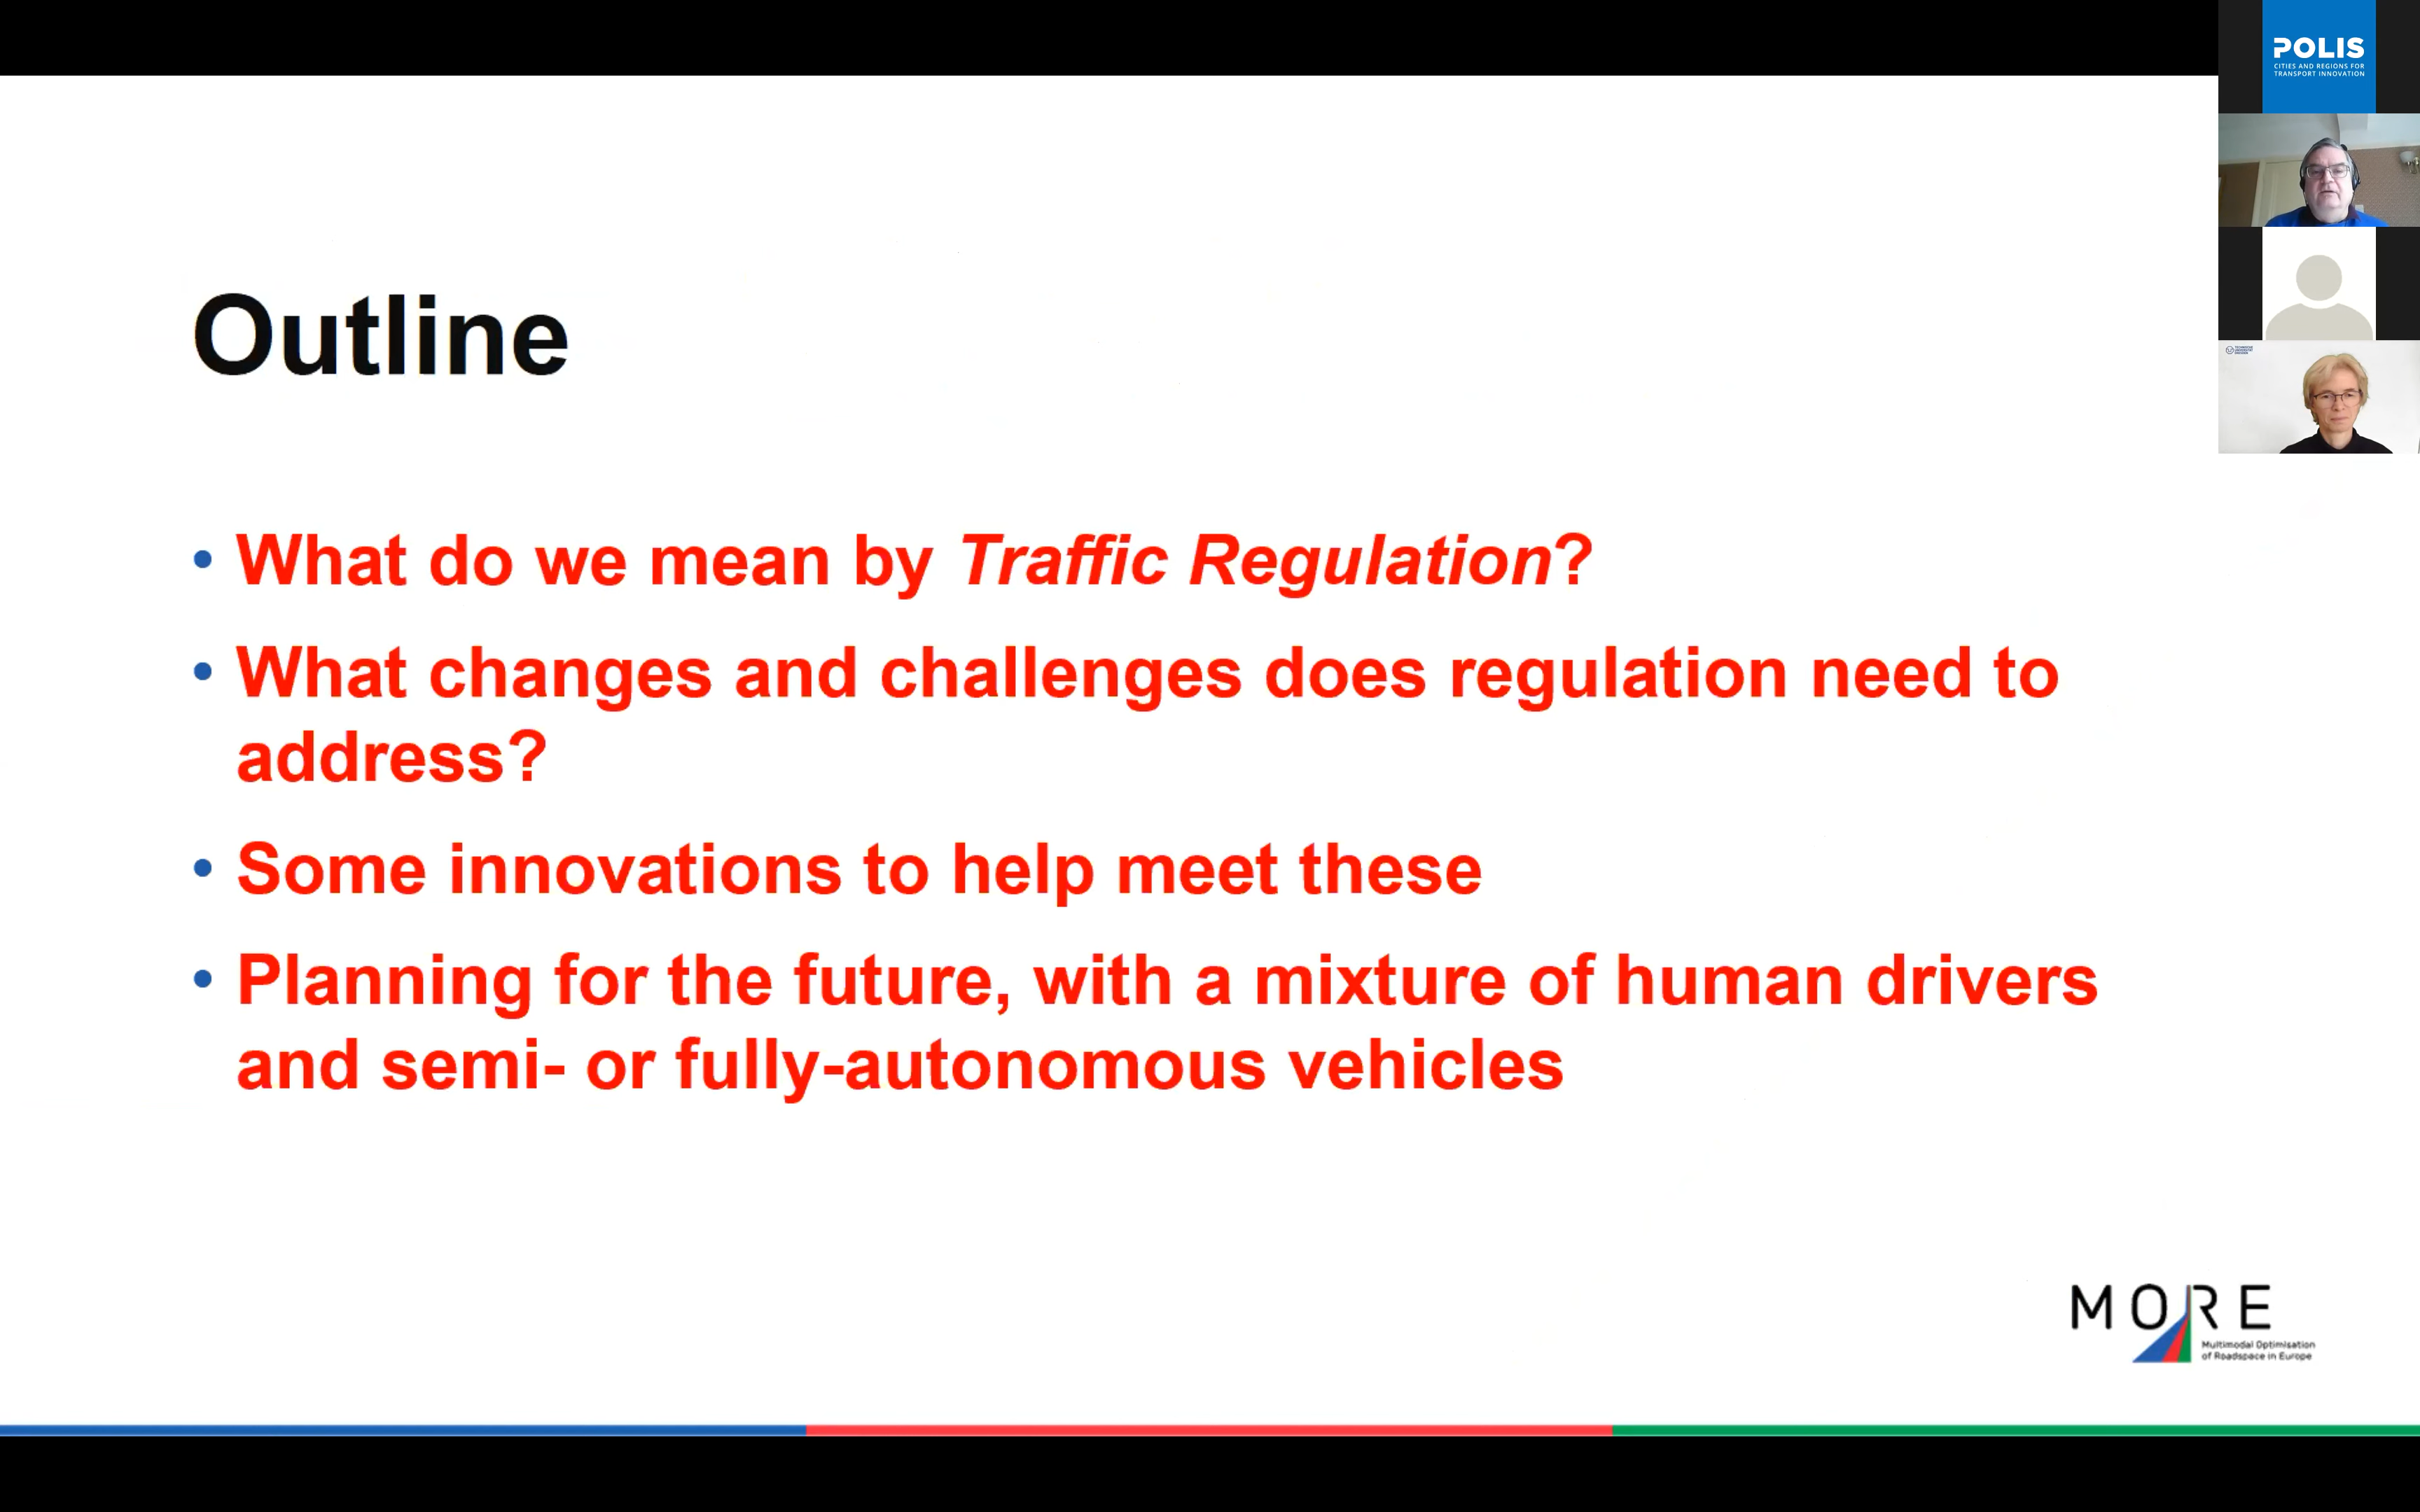 POLIS
CITIES AND REGIONS FOR
TRANSPORT INNOVATION
Outline
• What do we mean by Traffic Regulation?
• What changes and challenges does regulation need to
address?
• Some innovations to help meet these
• Planning for the future, with a mixture of human drivers
and semi- or fully-autonomous vehicles
MORE
Multimodal Optimisation
of Roadspace in Europe